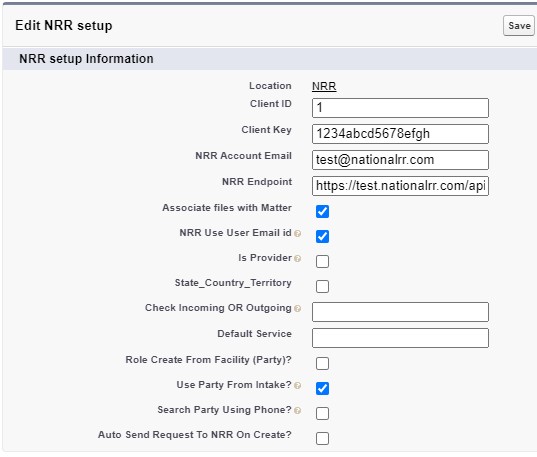 Edit NRR setup
Save
NRR setup Information
Location NRR
Client ID 1
Client Key 1234abcd5678efgh
NRR Account Email test@nationalrr.com
NRR Endpoint https://test.nationalrr.com/api
Associate files with Matter
NRR Use User Email id
Is Provider
State_Country_Territory
Check Incoming OR Outgoing
Default Service
Role Create From Facility (Party)?
Use Party From Intake?
Search Party Using Phone?
Auto Send Request To NRR On Create?